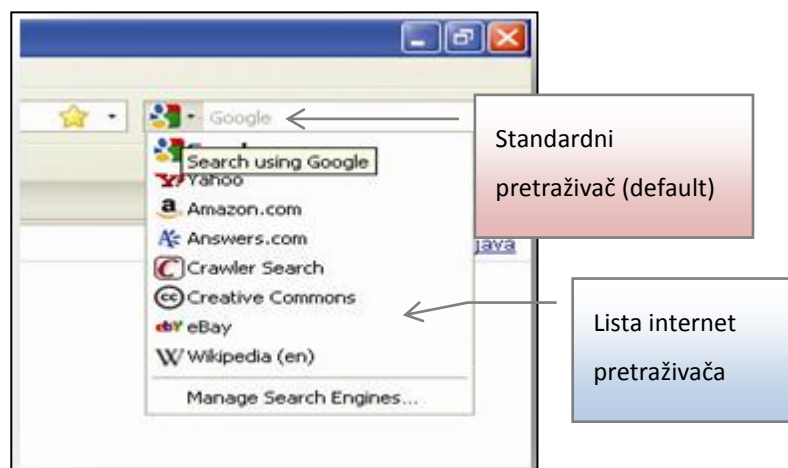 Google
Search using Google
Yahoo
Amazon.com
Answers.com
Crawler Search
Creative Commons
eBay
Wikipedia (en)
Manage Search Engines...
java
Standardni
pretraživač (default)
Lista internet
pretraživača